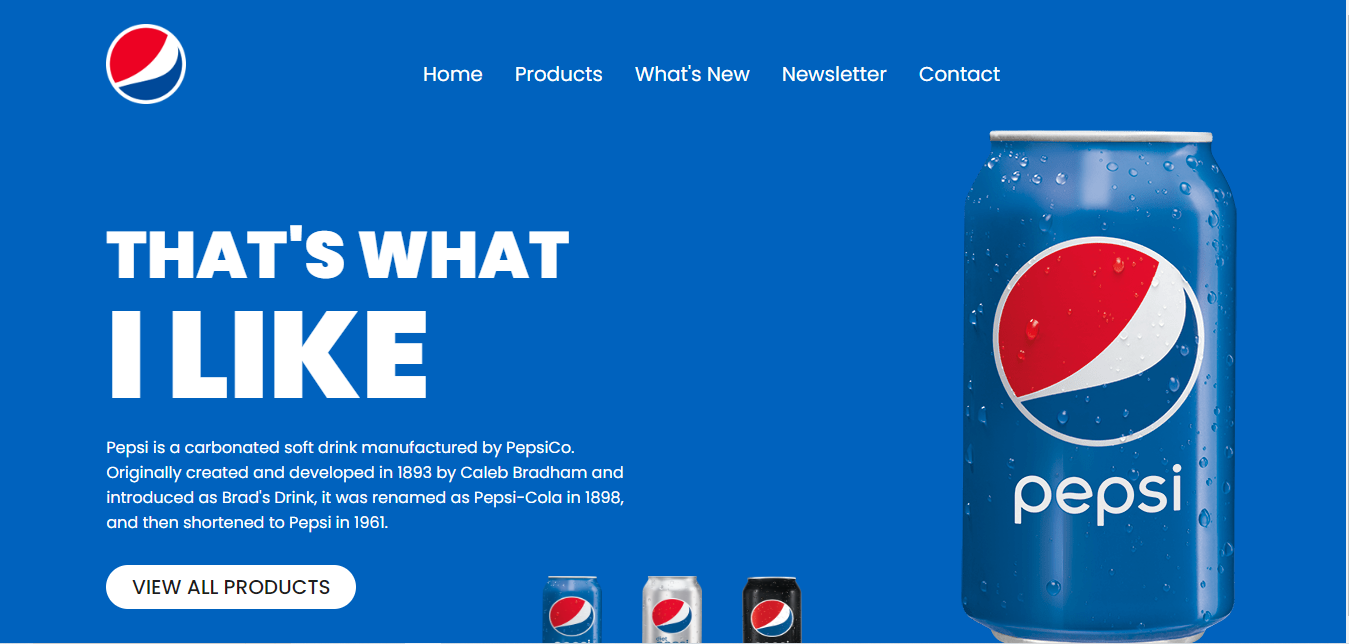 Home Products What's New Newsletter Contact
THAT'S WHAT
I LIKE
Pepsi is a carbonated soft drink manufactured by PepsiCo.
Originally created and developed in 1893 by Caleb Bradham and
introduced as Brad's Drink, it was renamed as Pepsi-Cola in 1898,
and then shortened to Pepsi in 1961.
pepsi
VIEW ALL PRODUCTS